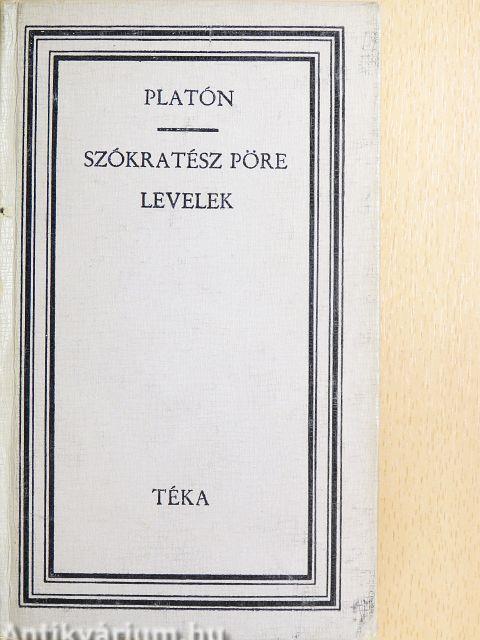 PLATÓN
SZÓKRATÉSZ PÖRE
LEVELEK
TÉKA
Antikvárium.hu